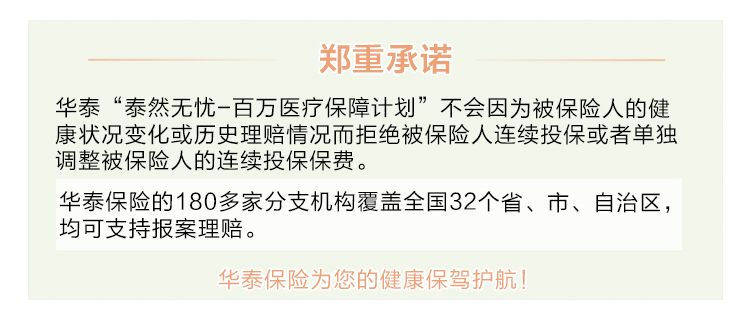 郑重承诺
华泰“泰然无忧-百万医疗保障计划”不会因为被保险人的健
康状况变化或历史理赔情况而拒绝被保险人连续投保或者单独
调整被保险人的连续投保保费。
华泰保险的180多家分支机构覆盖全国32个省、市、自治区，
均可支持报案理赔。
华泰保险为您的健康保驾护航！